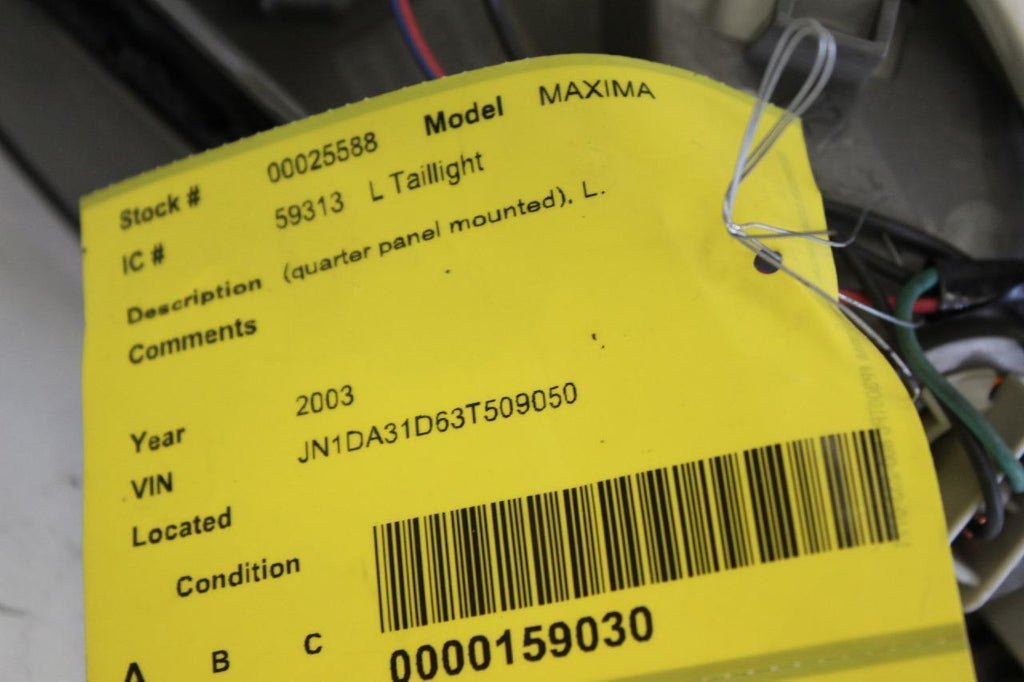 Stock # 00025588 Model MAXIMA
IC # 59313 L Taillight
Description (quarter panel mounted), L.
Comments
Year 2003
VIN JN1DA31D63T509050
Located
Condition
A B C
0000159030